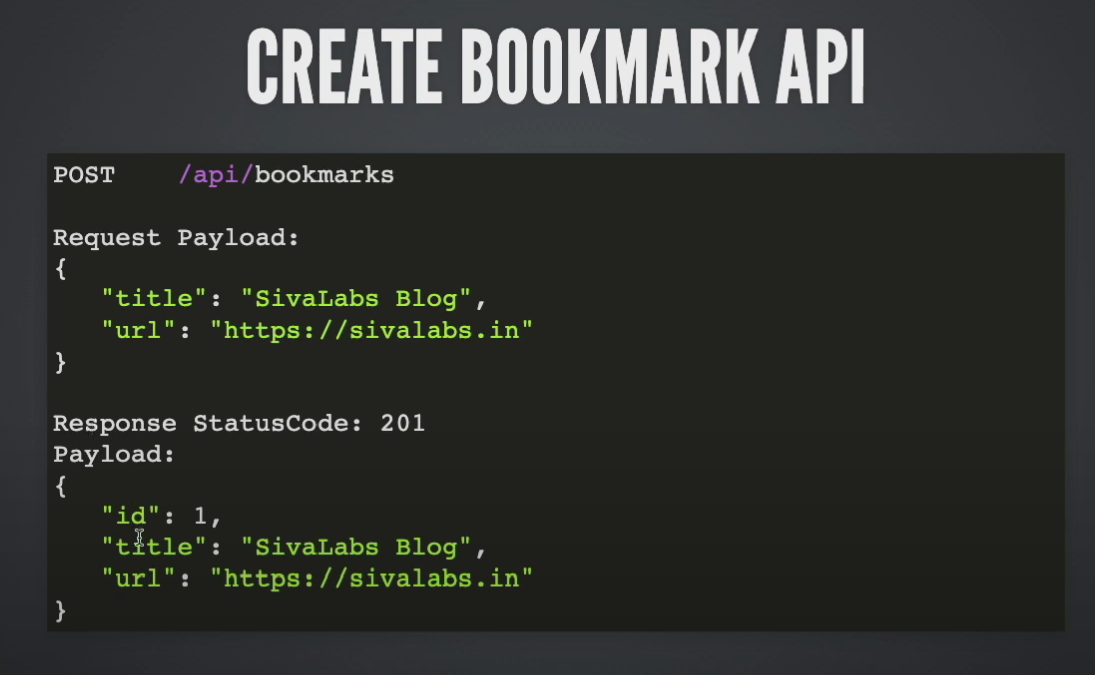 CREATE BOOKMARK API
POST /api/bookmarks
Request Payload:
{
"title": "SivaLabs Blog",
"url": "https://sivalabs.in"
}
Response StatusCode: 201
Payload:
{
"id": 1,
"title": "SivaLabs Blog",
"url": "https://sivalabs.in"
}